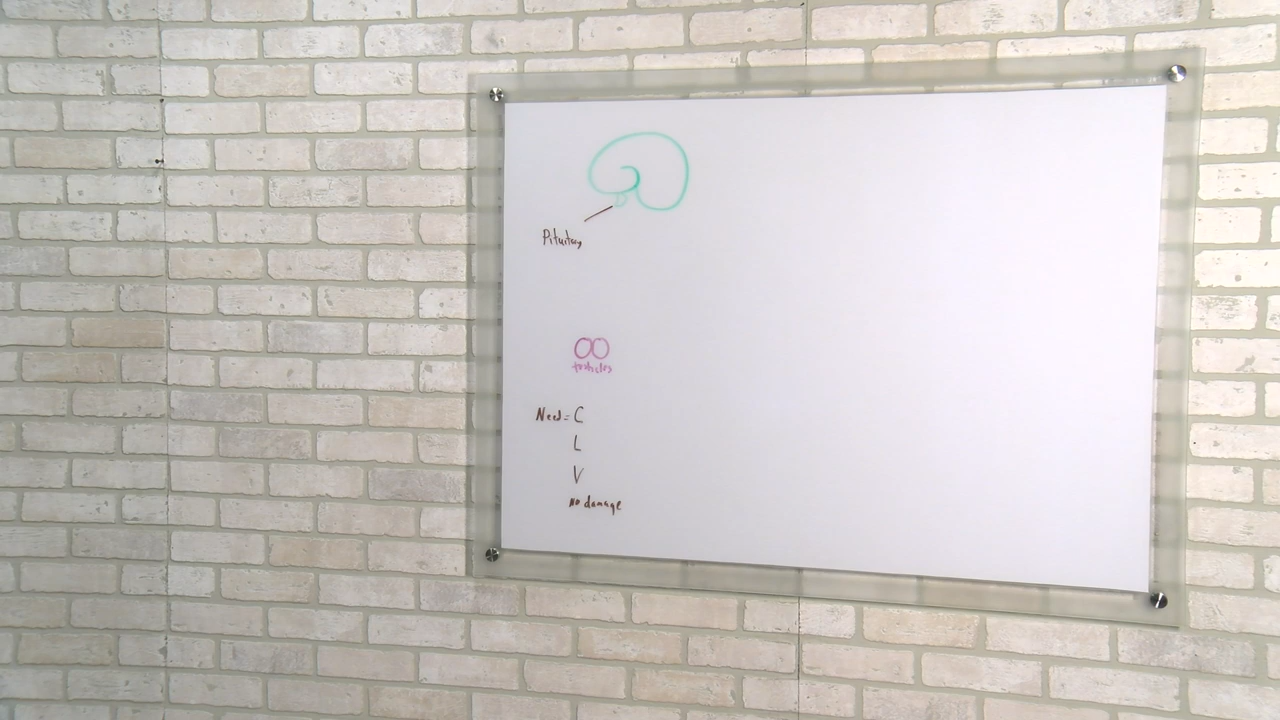 Pituitary
testicles
Need = C
L
V
No damage